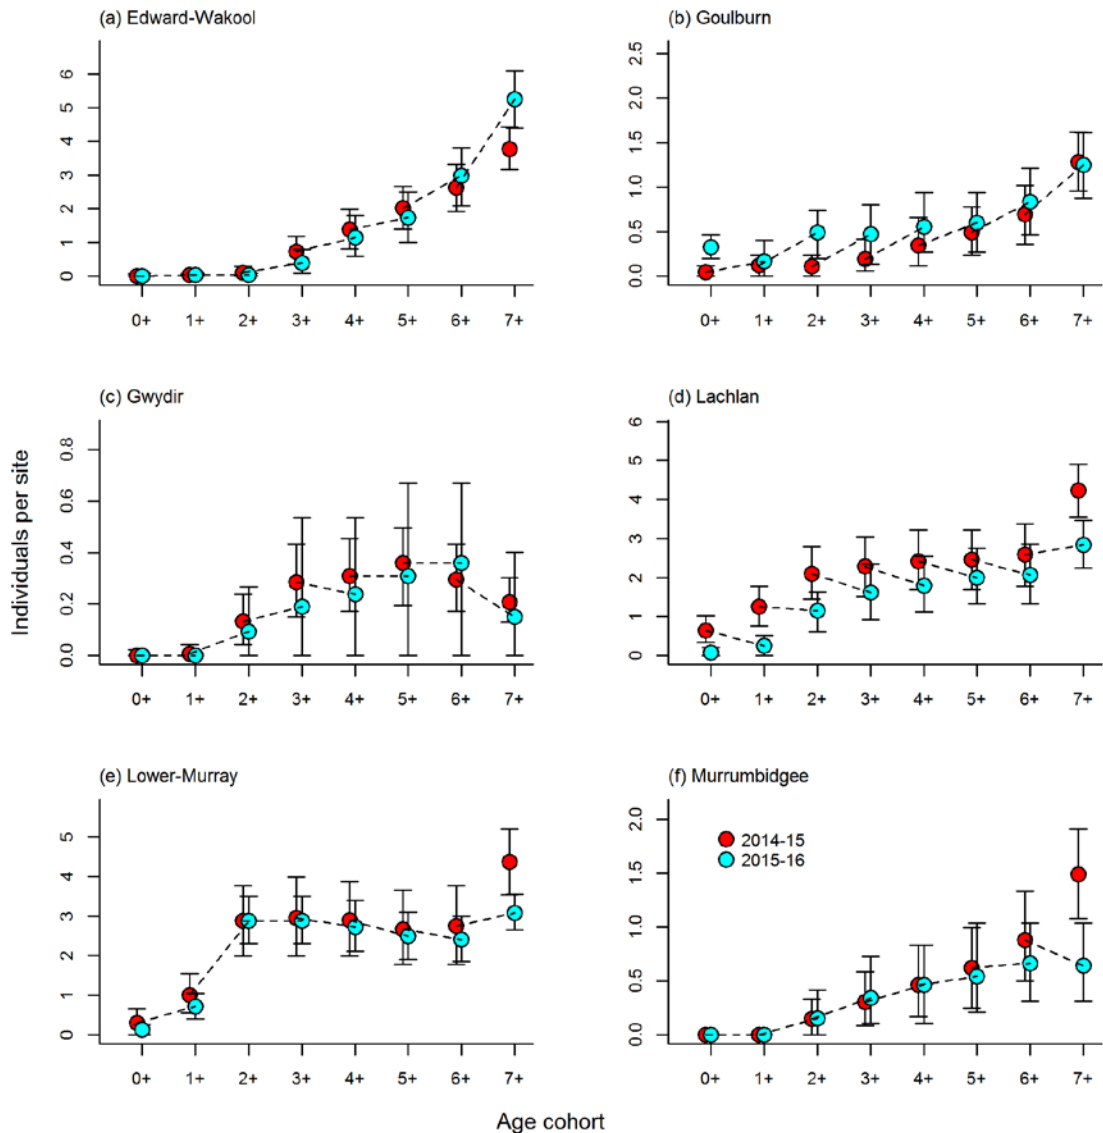 (a) Edward-Wakool
6
5
4
3
2
1
0
0+ 1+ 2+ 3+ 4+ 5+ 6+ 7+
(b) Goulburn
2.5
2.0
1.5
1.0
0.5
0.0
0+ 1+ 2+ 3+ 4+ 5+ 6+ 7+
(c) Gwydir
0.8
0.6
0.4
0.2
0.0
0+ 1+ 2+ 3+ 4+ 5+ 6+ 7+
(d) Lachlan
6
5
4
3
2
1
0
0+ 1+ 2+ 3+ 4+ 5+ 6+ 7+
Individuals per site
(e) Lower-Murray
5
4
3
2
1
0
0+ 1+ 2+ 3+ 4+ 5+ 6+ 7+
(f) Murrumbidgee
2014-15
2015-16
2.0
1.5
1.0
0.5
0.0
0+ 1+ 2+ 3+ 4+ 5+ 6+ 7+
Age cohort